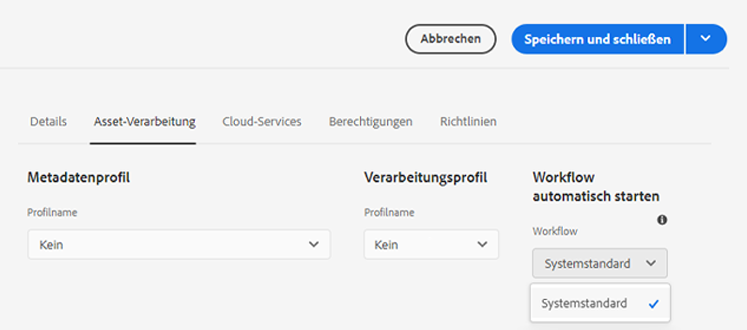 Abbrechen
Speichern und schließen
Details
Asset-Verarbeitung
Cloud-Services
Berechtigungen
Richtlinien
Metadatenprofil
Profilname
Kein
Verarbeitungsprofil
Profilname
Kein
Workflow
automatisch starten
Workflow
Systemstandard
Systemstandard